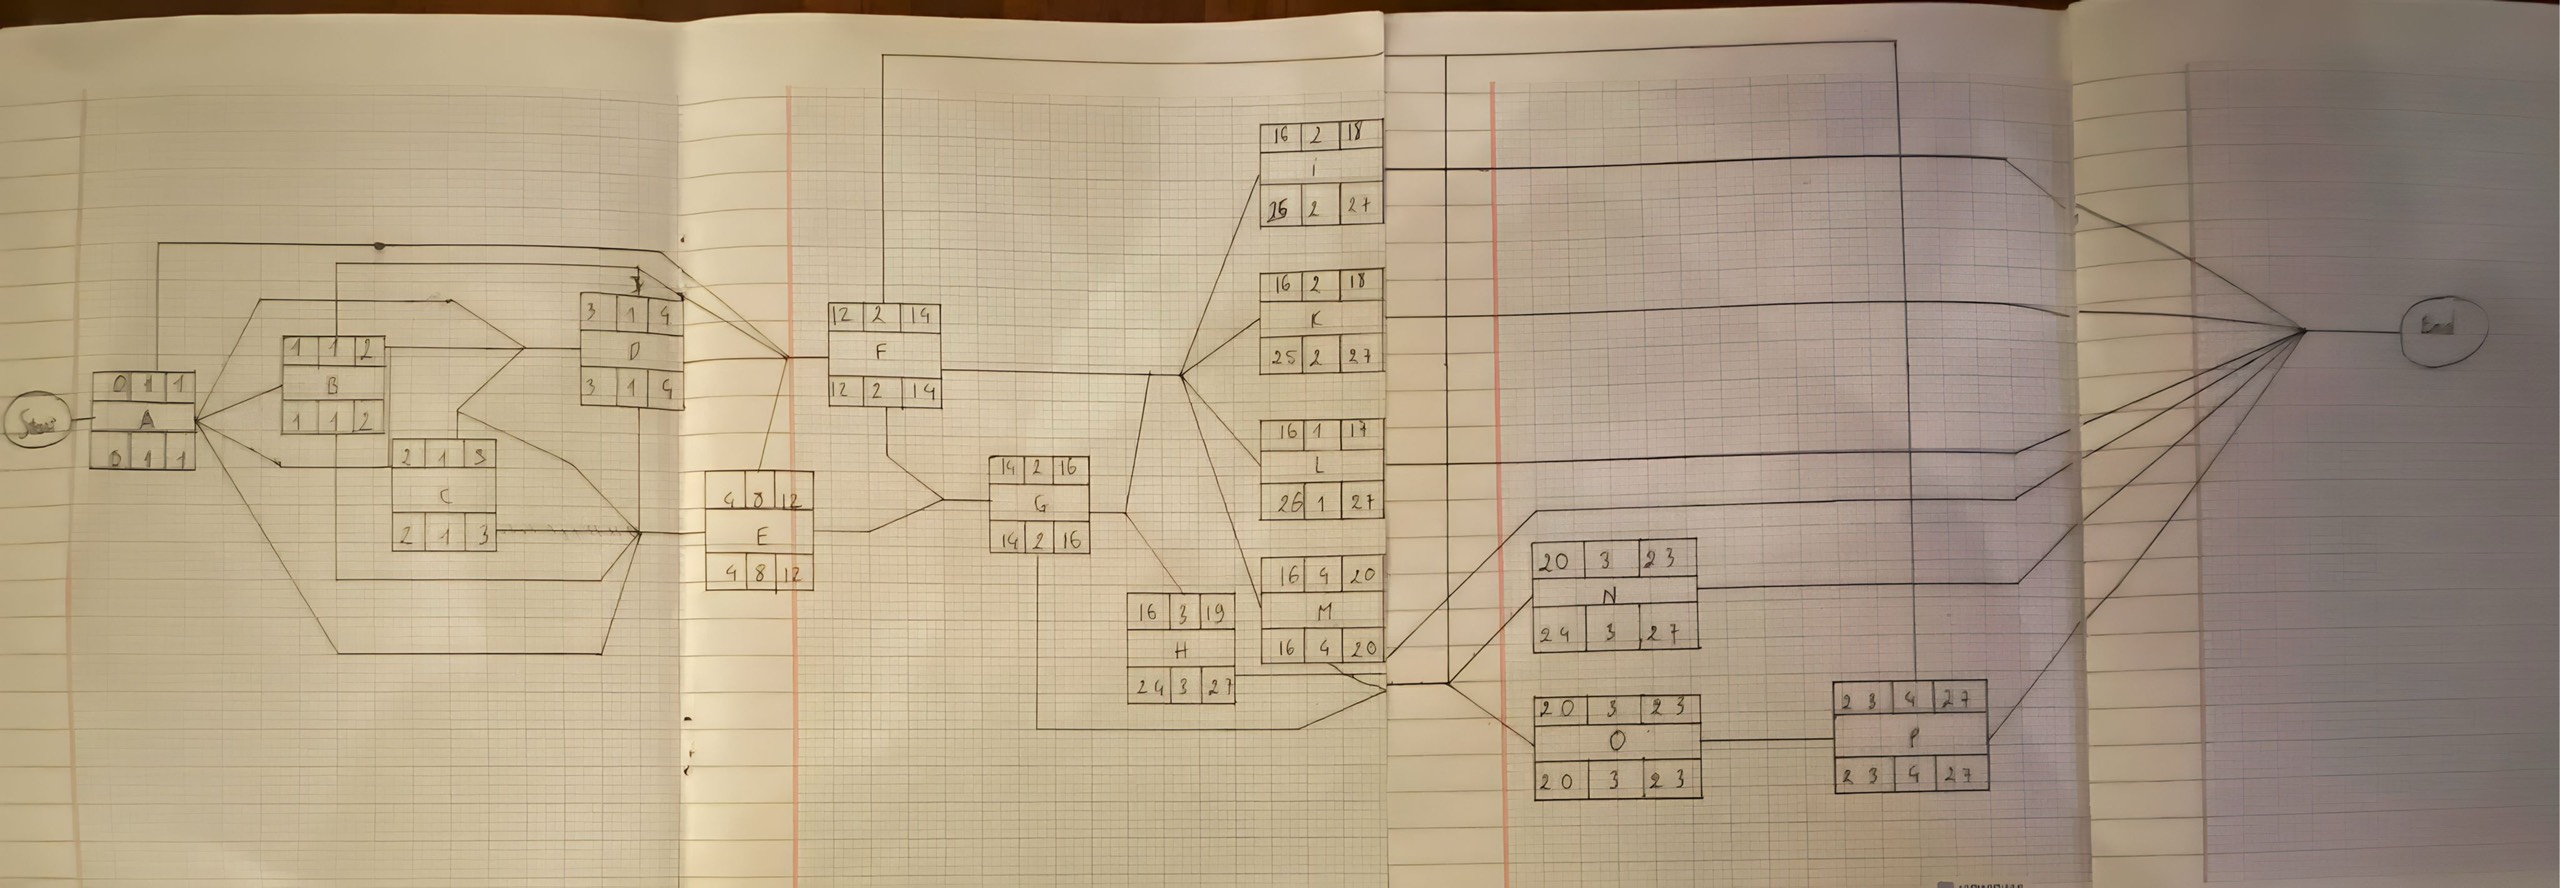 Start
0 1 1
A
0 1 1
1 1 2
B
1 1 2
2 1 3
C
2 1 3
3 1 4
D
3 1 4
4 8 12
E
4 8 12
12 2 14
F
12 2 14
14 2 16
G
14 2 16
16 3 19
H
24 3 27
16 2 18
i
25 2 27
16 2 18
K
25 2 27
16 1 17
L
26 1 27
16 4 20
M
16 4 20
20 3 23
N
24 3 27
20 3 23
O
20 3 23
23 4 27
P
23 4 27
End